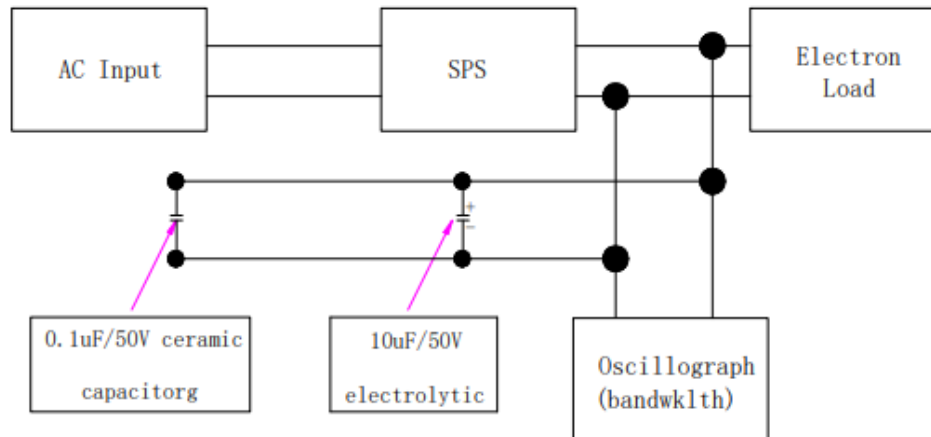 AC Input
SPS
Electron
Load
+
−
0.1uF/50V ceramic
capacitorg
10uF/50V
electrolytic
Oscillograph
(bandwklth)